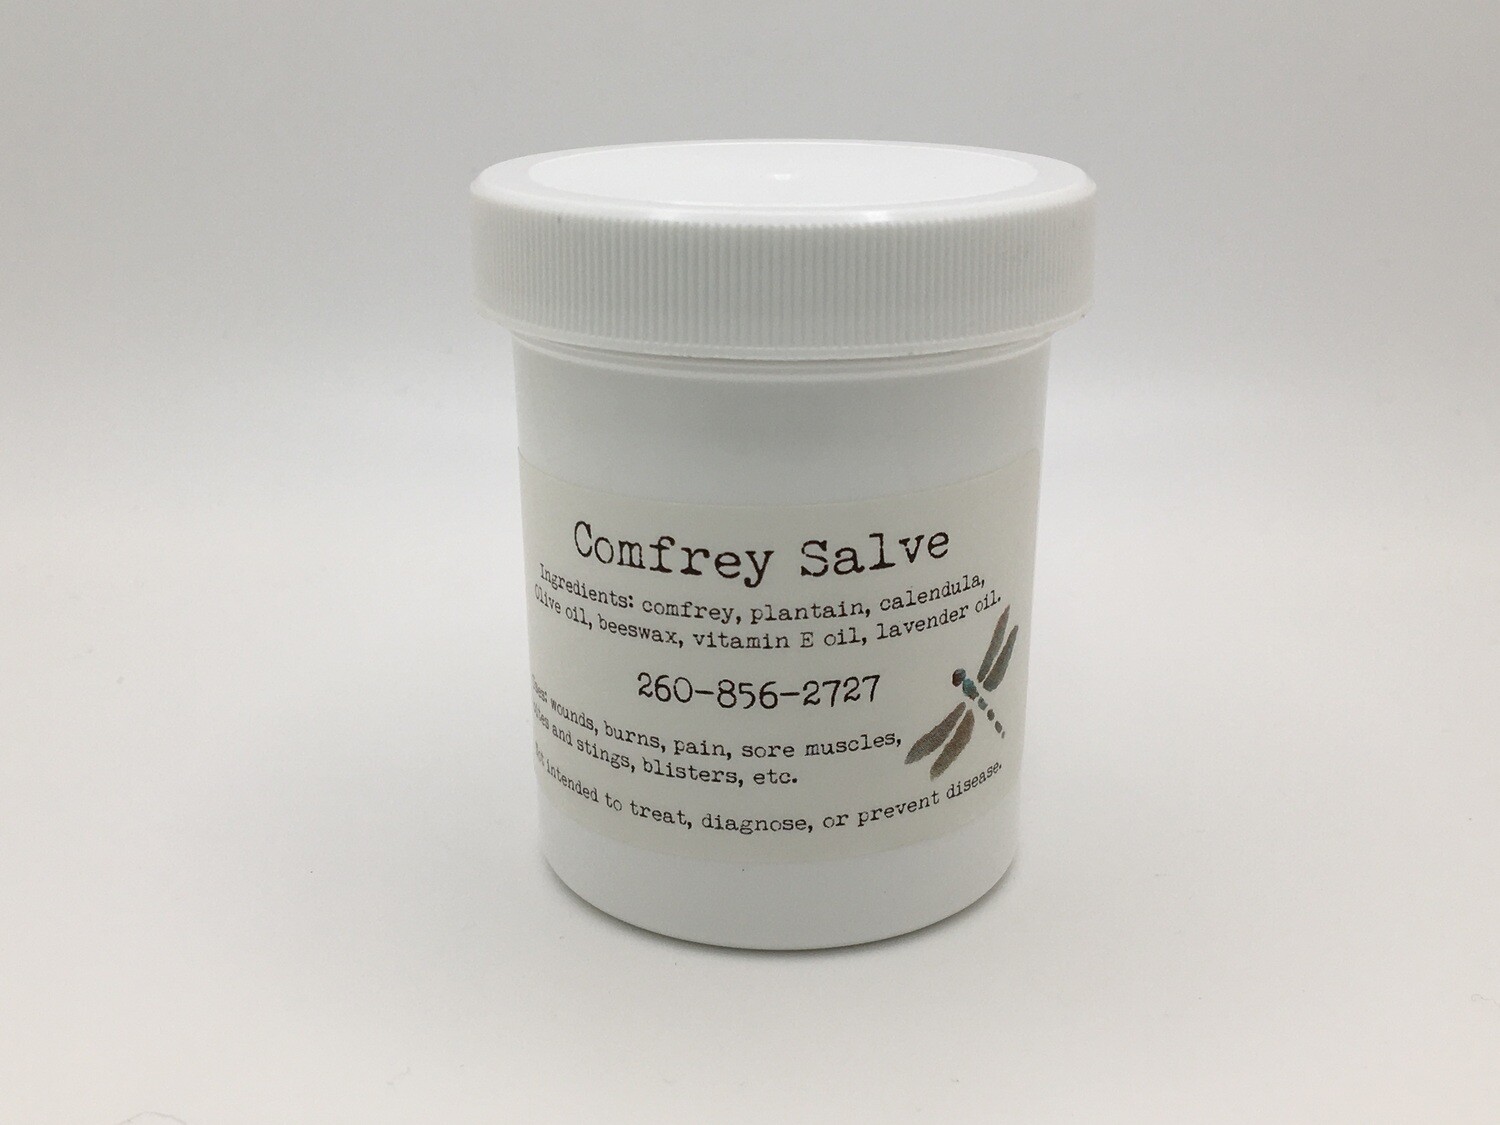 Comfrey Salve
Ingredients: comfrey, plantain, calendula,
Olive oil, beeswax, vitamin E oil, lavender oil.
260-856-2727
wounds, burns, pain, sore muscles,
and stings, blisters, etc.
intended to treat, diagnose, or prevent disease.